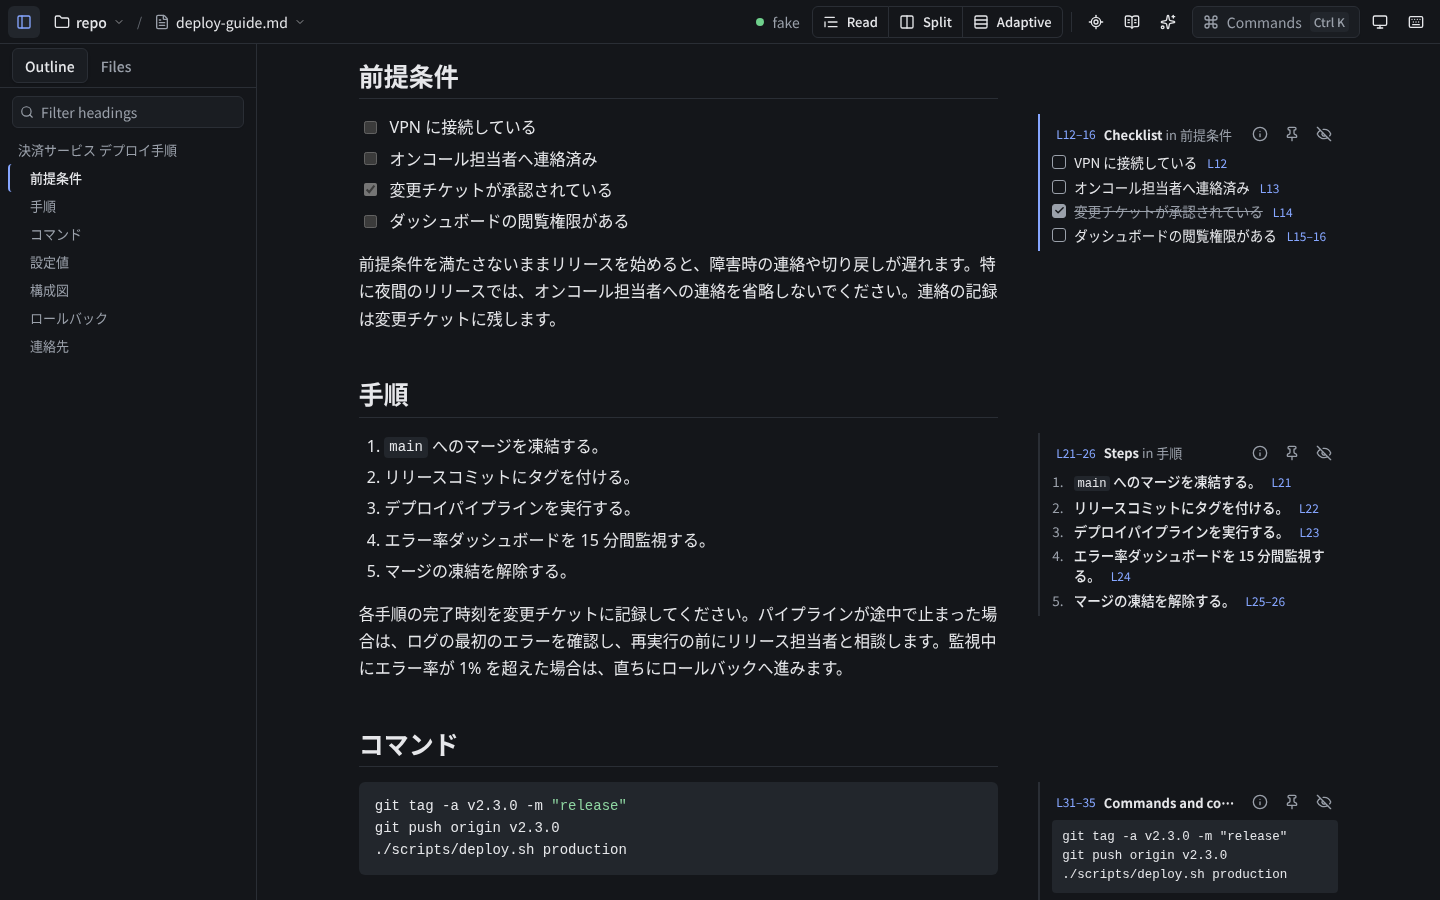 repo / deploy-guide.md
fake
Read
Split
Adaptive
Commands Ctrl K
Outline
Files
Filter headings
決済サービス デプロイ手順
前提条件
手順
コマンド
設定値
構成図
ロールバック
連絡先
前提条件
VPN に接続している
オンコール担当者へ連絡済み
変更チケットが承認されている
ダッシュボードの閲覧権限がある
前提条件を満たさないままリリースを始めると、障害時の連絡や切り戻しが遅れます。特
に夜間のリリースでは、オンコール担当者への連絡を省略しないでください。連絡の記録
は変更チケットに残します。
手順
1. main へのマージを凍結する。
2. リリースコミットにタグを付ける。
3. デプロイパイプラインを実行する。
4. エラー率ダッシュボードを 15 分間監視する。
5. マージの凍結を解除する。
各手順の完了時刻を変更チケットに記録してください。パイプラインが途中で止まった場
合は、ログの最初のエラーを確認し、再実行の前にリリース担当者と相談します。監視中
にエラー率が 1% を超えた場合は、直ちにロールバックへ進みます。
コマンド
git tag -a v2.3.0 -m "release"
git push origin v2.3.0
./scripts/deploy.sh production
L12–16 Checklist in 前提条件
VPN に接続している L12
オンコール担当者へ連絡済み L13
変更チケットが承認されている L14
ダッシュボードの閲覧権限がある L15–16
L21–26 Steps in 手順
1. main へのマージを凍結する。 L21
2. リリースコミットにタグを付ける。 L22
3. デプロイパイプラインを実行する。 L23
4. エラー率ダッシュボードを 15 分間監視す
る。 L24
5. マージの凍結を解除する。 L25–26
L31–35 Commands and co…
git tag -a v2.3.0 -m "release"
git push origin v2.3.0
./scripts/deploy.sh production